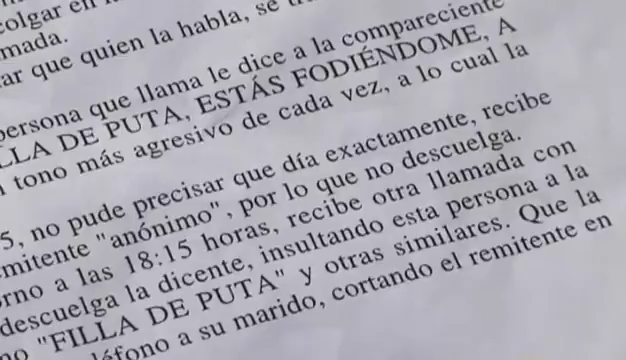 colgar en
mada.
ar que quien la habla, se
persona que llama le dice a la compareciente
LLA DE PUTA, ESTÁS FODIÉNDOME, A
tono más agresivo de cada vez, a lo cual la
5, no pude precisar que día exactamente, recibe
mitente "anónimo", por lo que no descuelga.
rno a las 18:15 horas, recibe otra llamada con
descuelga la dicente, insultando esta persona a la
no "FILLA DE PUTA" y otras similares. Que la
léfono a su marido, cortando el remitente en